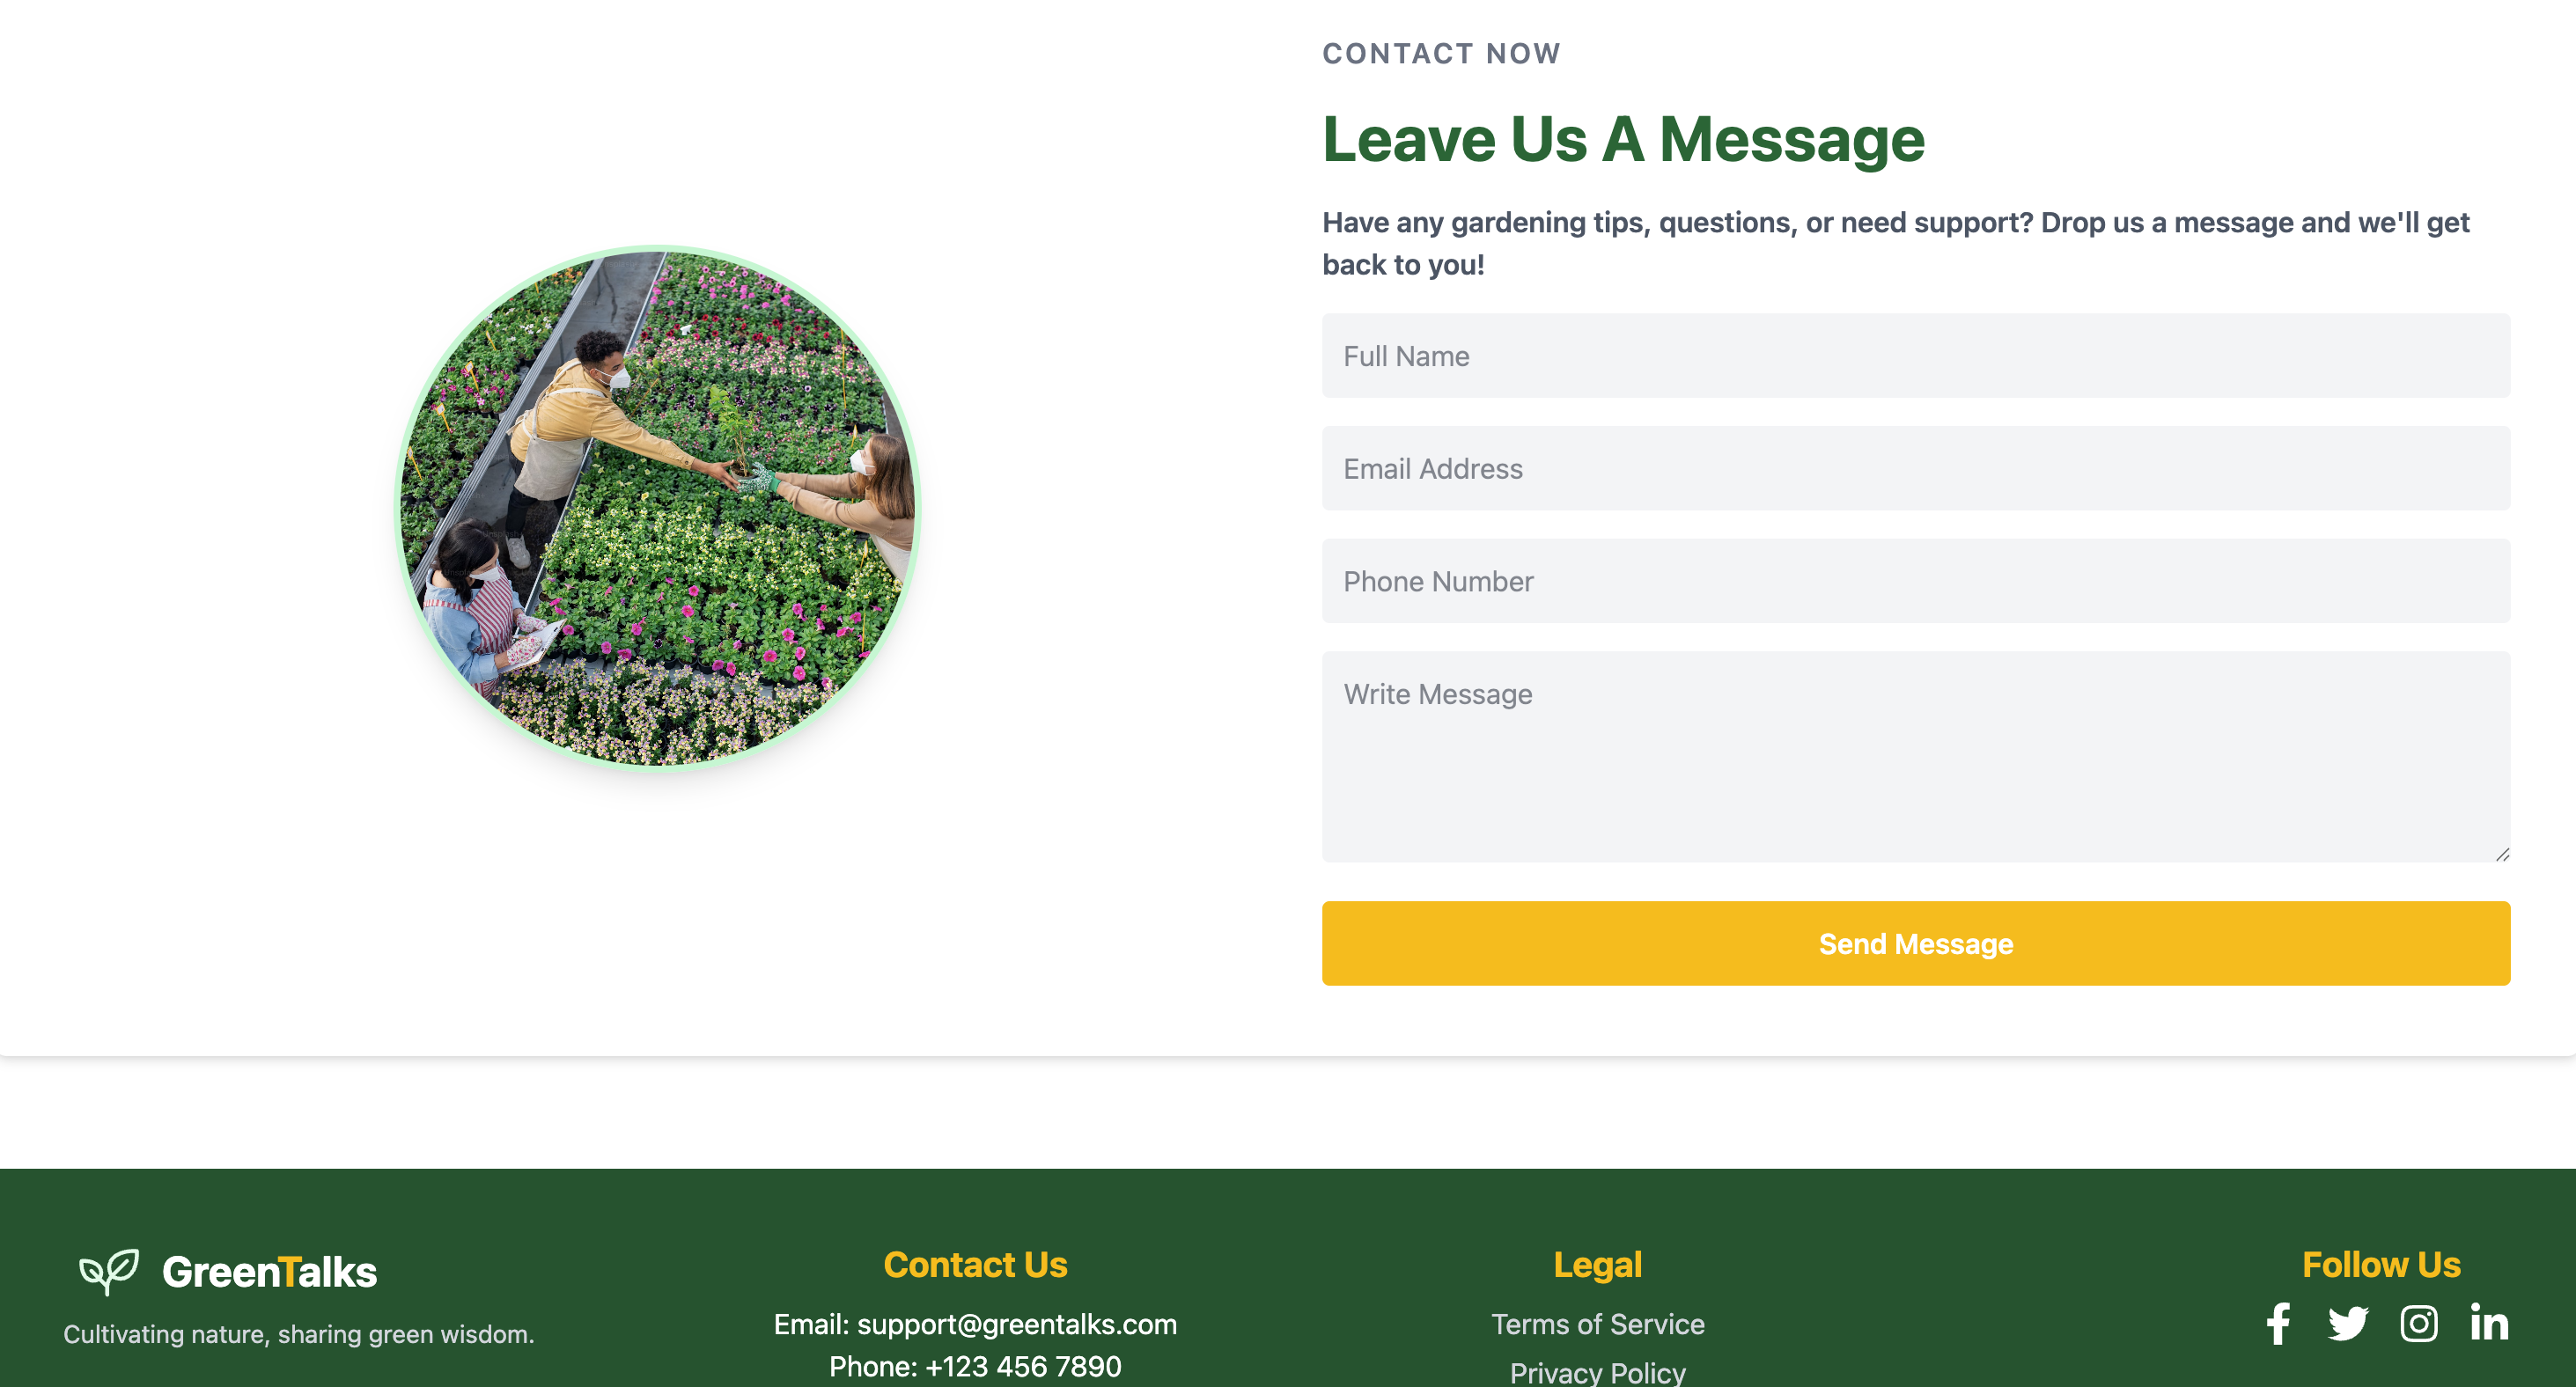 CONTACT NOW
Leave Us A Message
Have any gardening tips, questions, or need support? Drop us a message and we'll get
back to you!
Full Name
Email Address
Phone Number
Write Message
Send Message
GreenTalks
Cultivating nature, sharing green wisdom.
Contact Us
Email: support@greentalks.com
Phone: +123 456 7890
Legal
Terms of Service
Privacy Policy
Follow Us